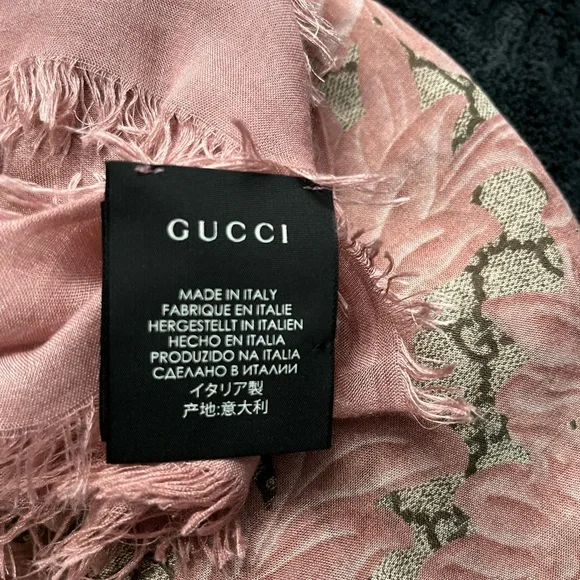 GUCCI
MADE IN ITALY
FABRIQUE EN ITALIE
HERGESTELLT IN ITALIEN
HECHO EN ITALIA
PRODUZIDO NA ITALIA
СДЕЛАНО В ИТАЛИИ
イタリア製
产地:意大利